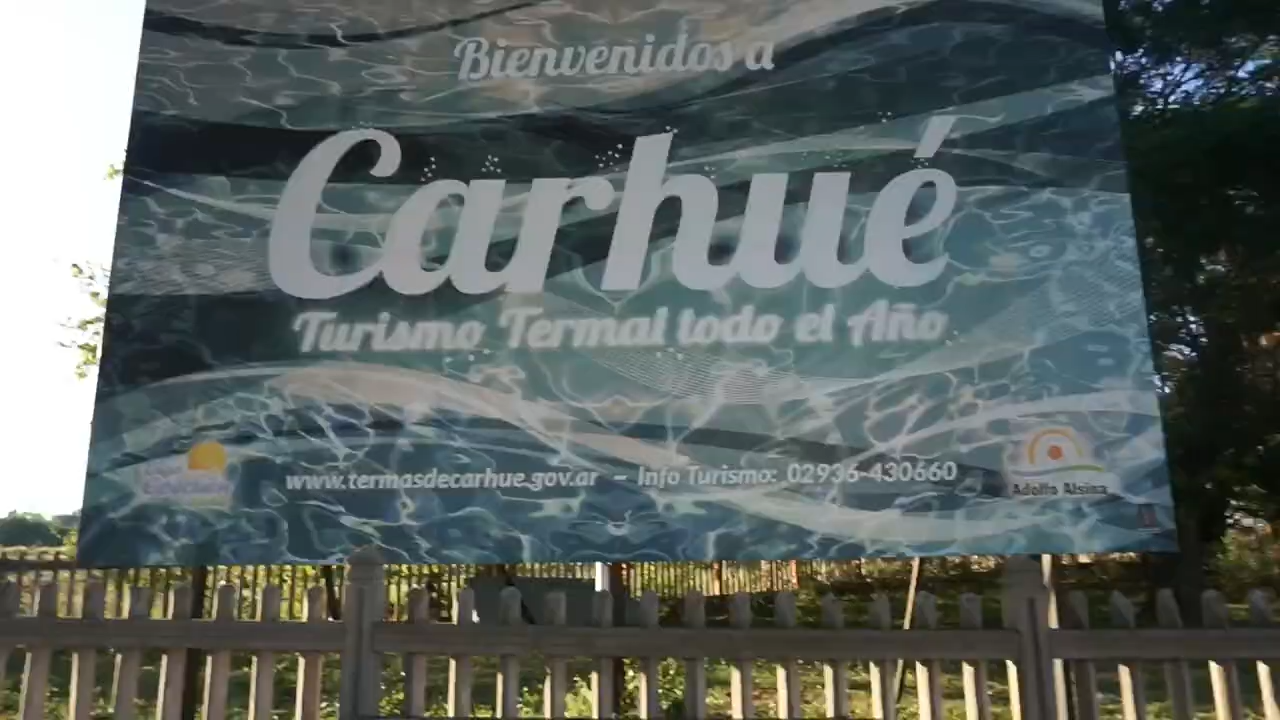 Bienvenidos a
Carhué
Turismo Termal todo el Año
www.termasdecarhue.gov.ar - Info Turismo: 02936-430660
Adolfo Alsina